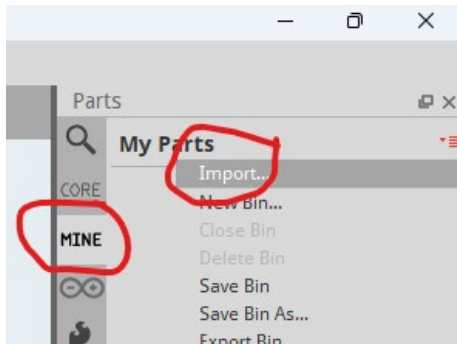 Parts
My Parts
Import...
CORE
New Bin...
MINE
Close Bin
Delete Bin
Save Bin
Save Bin As...
Export Bin